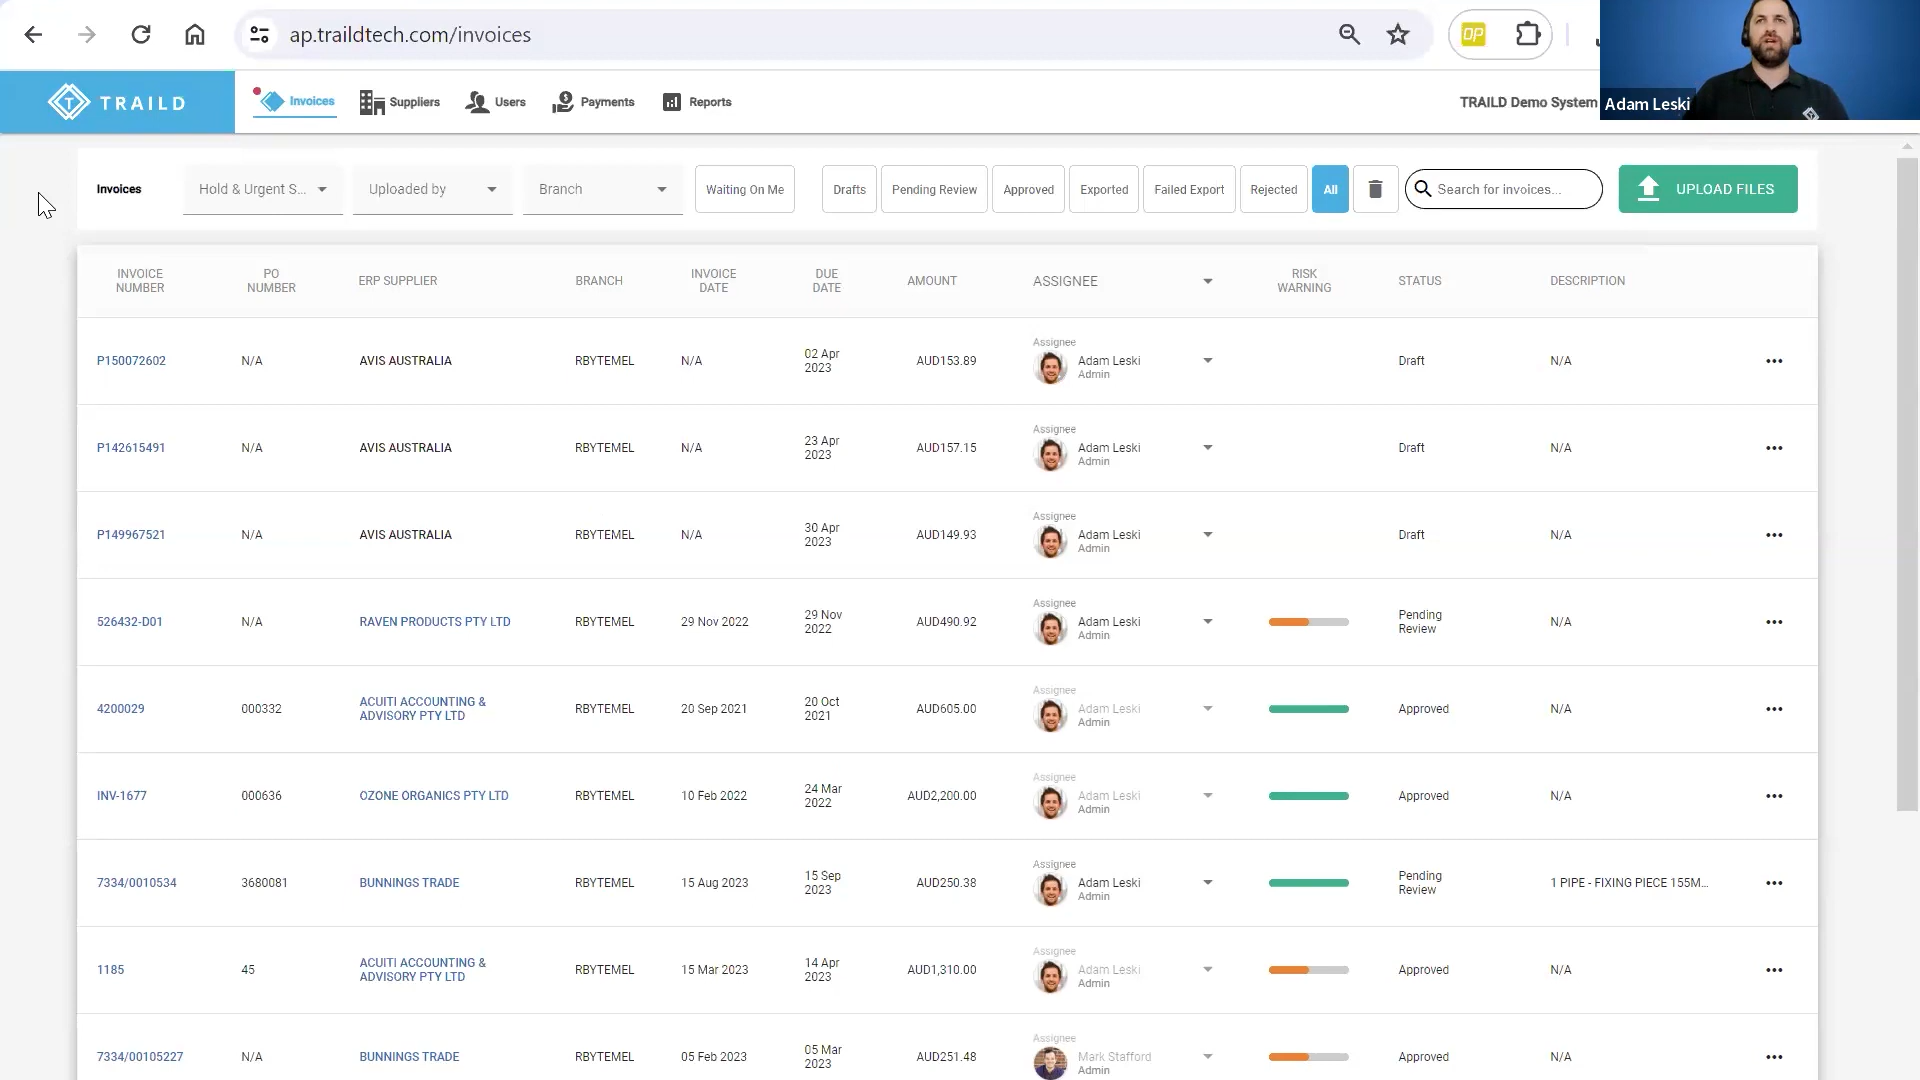 ap.traildtech.com/invoices
OP
TRAILD
Invoices
Suppliers
Users
Payments
Reports
TRAILD Demo System
Adam Leski
Invoices
Hold & Urgent S...
Uploaded by
Branch
Waiting On Me
Drafts
Pending Review
Approved
Exported
Failed Export
Rejected
All
Search for invoices...
UPLOAD FILES
INVOICE
NUMBER
PO
NUMBER
ERP SUPPLIER
BRANCH
INVOICE
DATE
DUE
DATE
AMOUNT
ASSIGNEE
RISK
WARNING
STATUS
DESCRIPTION
P150072602
N/A
AVIS AUSTRALIA
RBYTEMEL
N/A
02 Apr
2023
AUD153.89
Assignee
Adam Leski
Admin
Draft
N/A
P142615491
N/A
AVIS AUSTRALIA
RBYTEMEL
N/A
23 Apr
2023
AUD157.15
Assignee
Adam Leski
Admin
Draft
N/A
P149967521
N/A
AVIS AUSTRALIA
RBYTEMEL
N/A
30 Apr
2023
AUD149.93
Assignee
Adam Leski
Admin
Draft
N/A
526432-D01
N/A
RAVEN PRODUCTS PTY LTD
RBYTEMEL
29 Nov 2022
29 Nov
2022
AUD490.92
Assignee
Adam Leski
Admin
Pending
Review
N/A
4200029
000332
ACUITI ACCOUNTING &
ADVISORY PTY LTD
RBYTEMEL
20 Sep 2021
20 Oct
2021
AUD605.00
Assignee
Adam Leski
Admin
Approved
N/A
INV-1677
000636
OZONE ORGANICS PTY LTD
RBYTEMEL
10 Feb 2022
24 Mar
2022
AUD2,200.00
Assignee
Adam Leski
Admin
Approved
N/A
7334/0010534
3680081
BUNNINGS TRADE
RBYTEMEL
15 Aug 2023
15 Sep
2023
AUD250.38
Assignee
Adam Leski
Admin
Pending
Review
1 PIPE - FIXING PIECE 155M...
1185
45
ACUITI ACCOUNTING &
ADVISORY PTY LTD
RBYTEMEL
15 Mar 2023
14 Apr
2023
AUD1,310.00
Assignee
Adam Leski
Admin
Approved
N/A
7334/00105227
N/A
BUNNINGS TRADE
RBYTEMEL
05 Feb 2023
05 Mar
2023
AUD251.48
Assignee
Mark Stafford
Admin
Approved
N/A